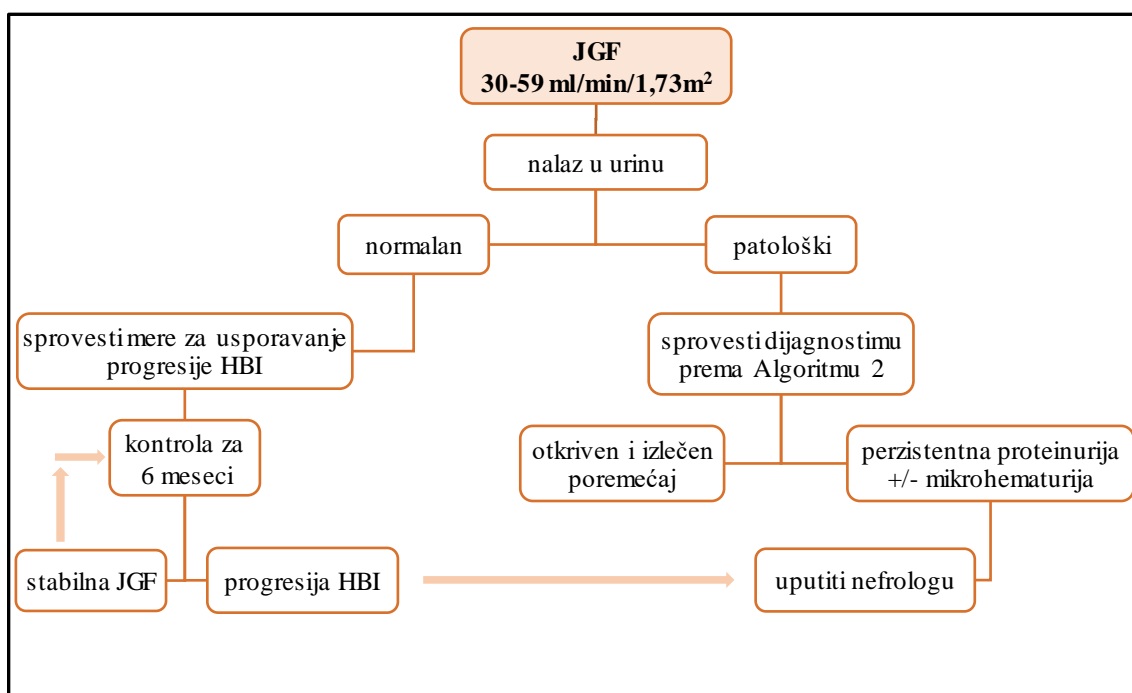 JGF
30-59 ml/min/1,73m²
nalaz u urinu
normalan
patološki
sprovesti mere za usporavanje
progresije HBI
sprovesti dijagnostimu
prema Algoritmu 2
kontrola za
6 meseci
otkriven i izlečen
poremećaj
perzistentna proteinurija
+/- mikrohematurija
stabilna JGF
progresija HBI
uputiti nefrologu